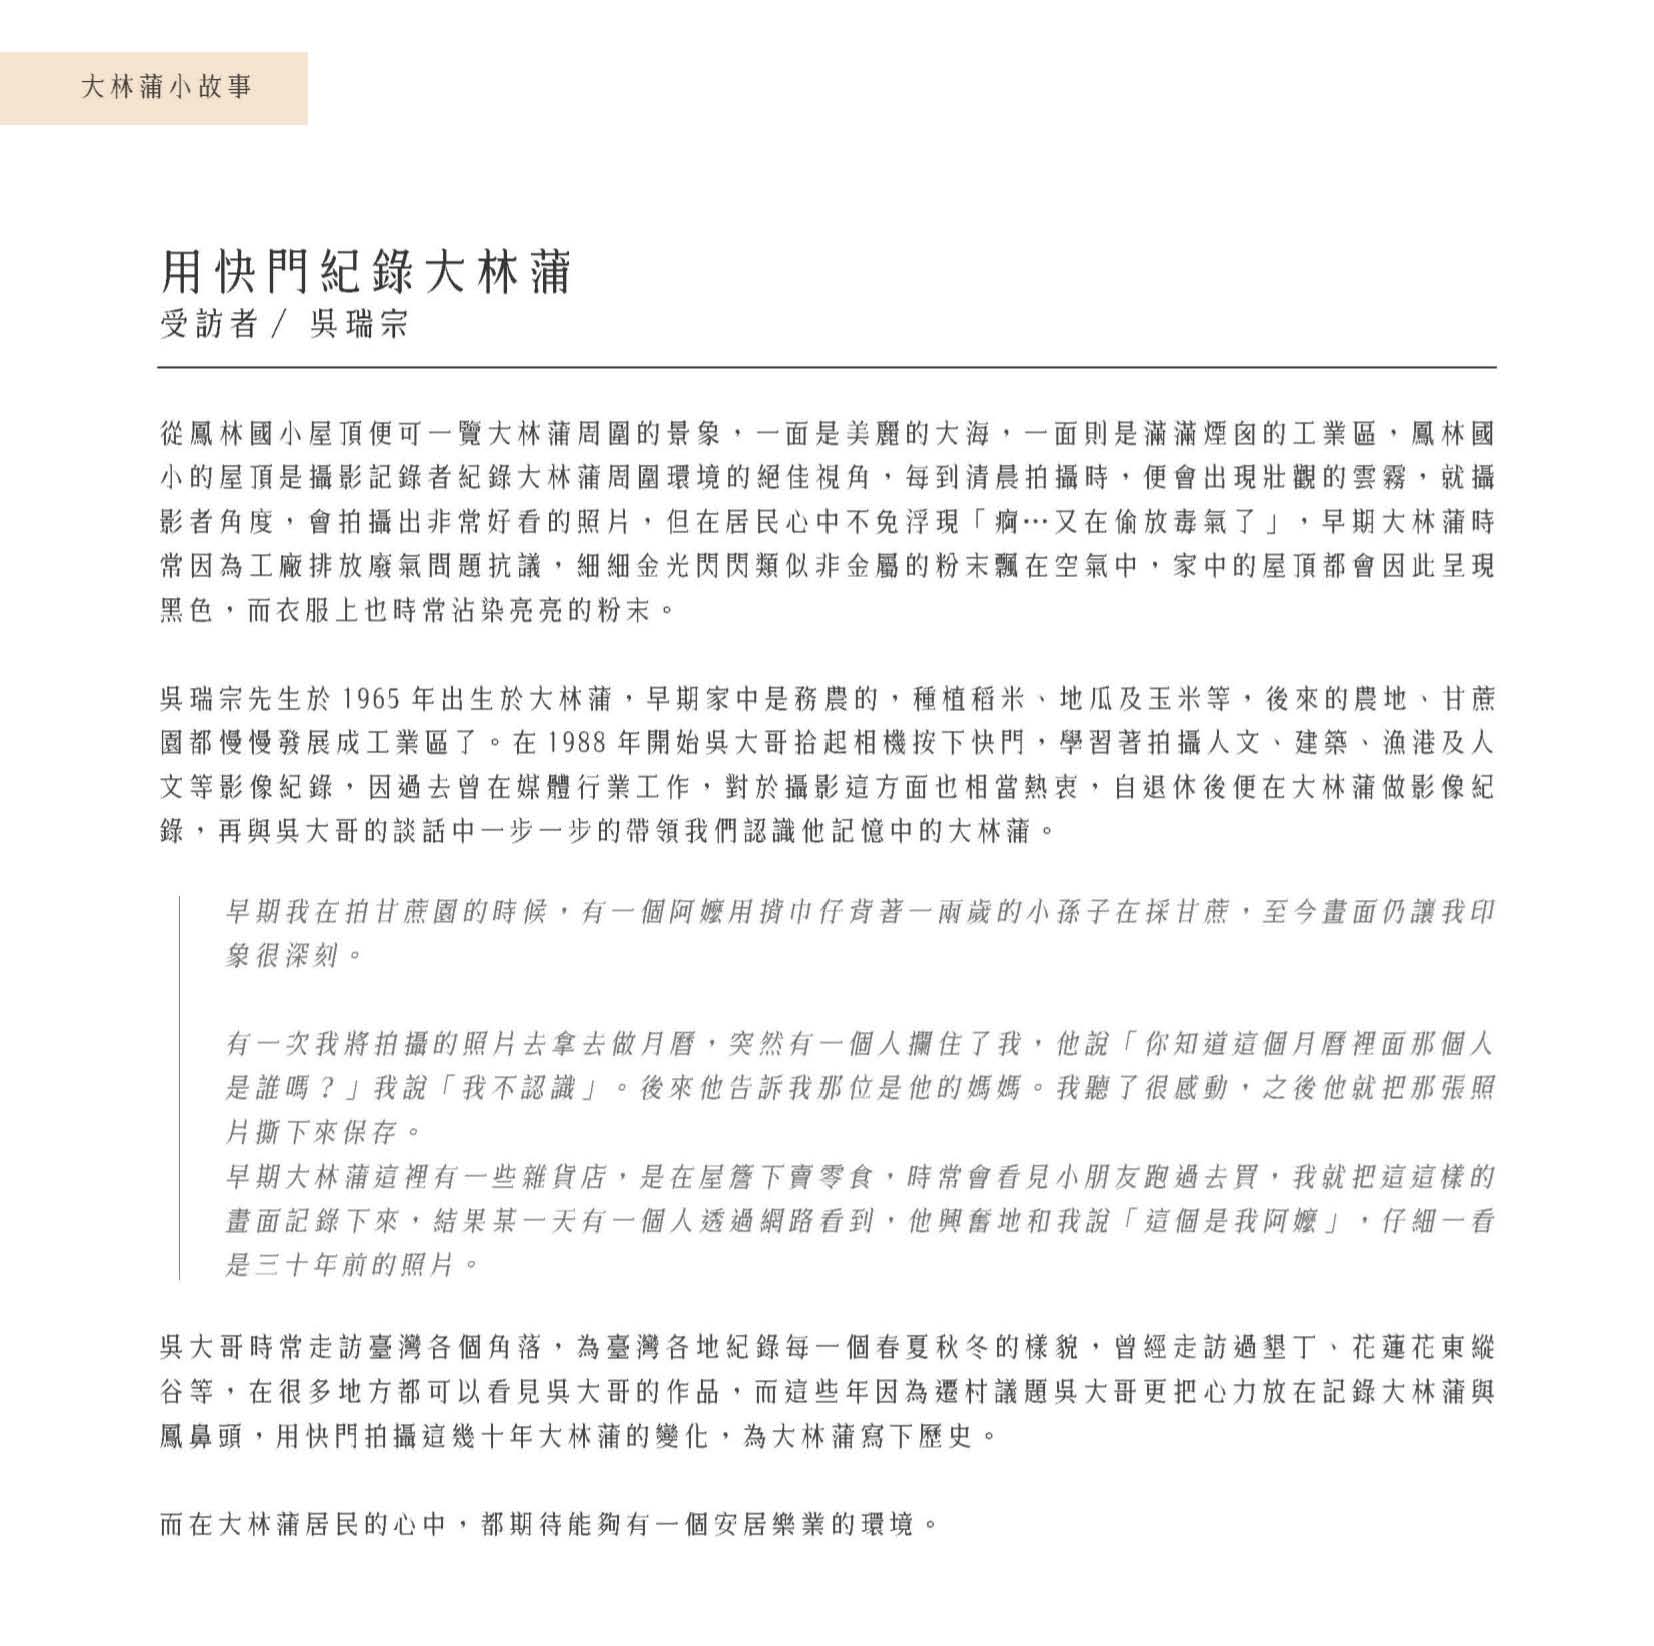 大林蒲小故事
用快門紀錄大林蒲
受訪者 / 吳瑞宗
從鳳林國小屋頂便可一覽大林蒲周圍的景象，一面是美麗的大海，一面則是滿滿煙囪的工業區，鳳林國
小的屋頂是攝影記錄者紀錄大林蒲周圍環境的絕佳視角，每到清晨拍攝時，便會出現壯觀的雲霧，就攝
影者角度，會拍攝出非常好看的照片，但在居民心中不免浮現「啊…又在偷放毒氣了」，早期大林蒲時
常因為工廠排放廢氣問題抗議，細細金光閃閃類似非金屬的粉末飄在空氣中，家中的屋頂都會因此呈現
黑色，而衣服上也時常沾染亮亮的粉末。
吳瑞宗先生於 1965 年出生於大林蒲，早期家中是務農的，種植稻米、地瓜及玉米等，後來的農地、甘蔗
園都慢慢發展成工業區了。在 1988 年開始吳大哥拾起相機按下快門，學習著拍攝人文、建築、漁港及人
文等影像紀錄，因過去曾在媒體行業工作，對於攝影這方面也相當熱衷，自退休後便在大林蒲做影像紀
錄，再與吳大哥的談話中一步一步的帶領我們認識他記憶中的大林蒲。
早期我在拍甘蔗園的時候，有一個阿嬤用揹巾仔背著一兩歲的小孫子在採甘蔗，至今畫面仍讓我印
象很深刻。
有一次我將拍攝的照片去拿去做月曆，突然有一個人攔住了我，他說「你知道這個月曆裡面那個人
是誰嗎？」我說「我不認識」。後來他告訴我那位是他的媽媽。我聽了很感動，之後他就把那張照
片撕下來保存。
早期大林蒲這裡有一些雜貨店，是在屋簷下賣零食，時常會看見小朋友跑過去買，我就把這這樣的
畫面記錄下來，結果某一天有一個人透過網路看到，他興奮地和我說「這個是我阿嬤」，仔細一看
是三十年前的照片。
吳大哥時常走訪臺灣各個角落，為臺灣各地紀錄每一個春夏秋冬的樣貌，曾經走訪過墾丁、花蓮花東縱
谷等，在很多地方都可以看見吳大哥的作品，而這些年因為遷村議題吳大哥更把心力放在記錄大林蒲與
鳳鼻頭，用快門拍攝這幾十年大林蒲的變化，為大林蒲寫下歷史。
而在大林蒲居民的心中，都期待能夠有一個安居樂業的環境。